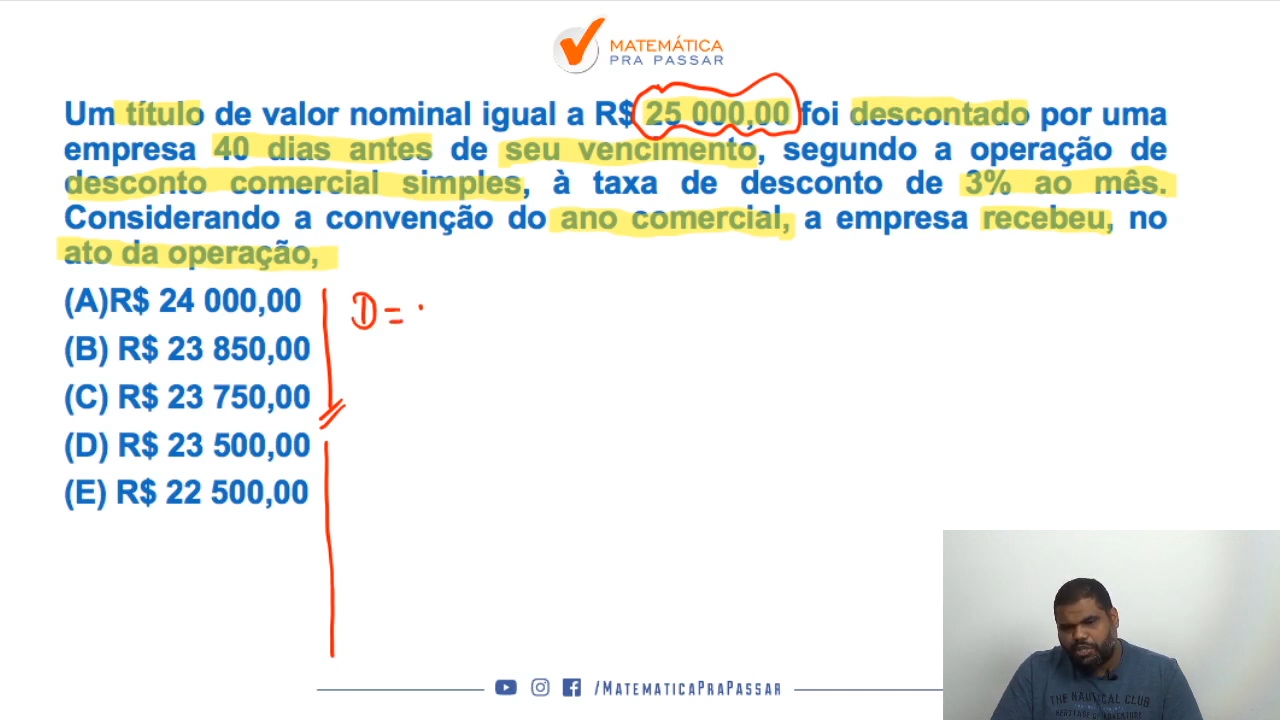 MATEMÁTICA
PRA PASSAR
Um título de valor nominal igual a R$ 25 000,00 foi descontado por uma
empresa 40 dias antes de seu vencimento, segundo a operação de
desconto comercial simples, à taxa de desconto de 3% ao mês.
Considerando a convenção do ano comercial, a empresa recebeu, no
ato da operação,
(A)R$ 24 000,00
D=
(B) R$ 23 850,00
(C) R$ 23 750,00
(D) R$ 23 500,00
(E) R$ 22 500,00
/MATEMATICAPRAPASSAR
THE NAUTICAL CLUB